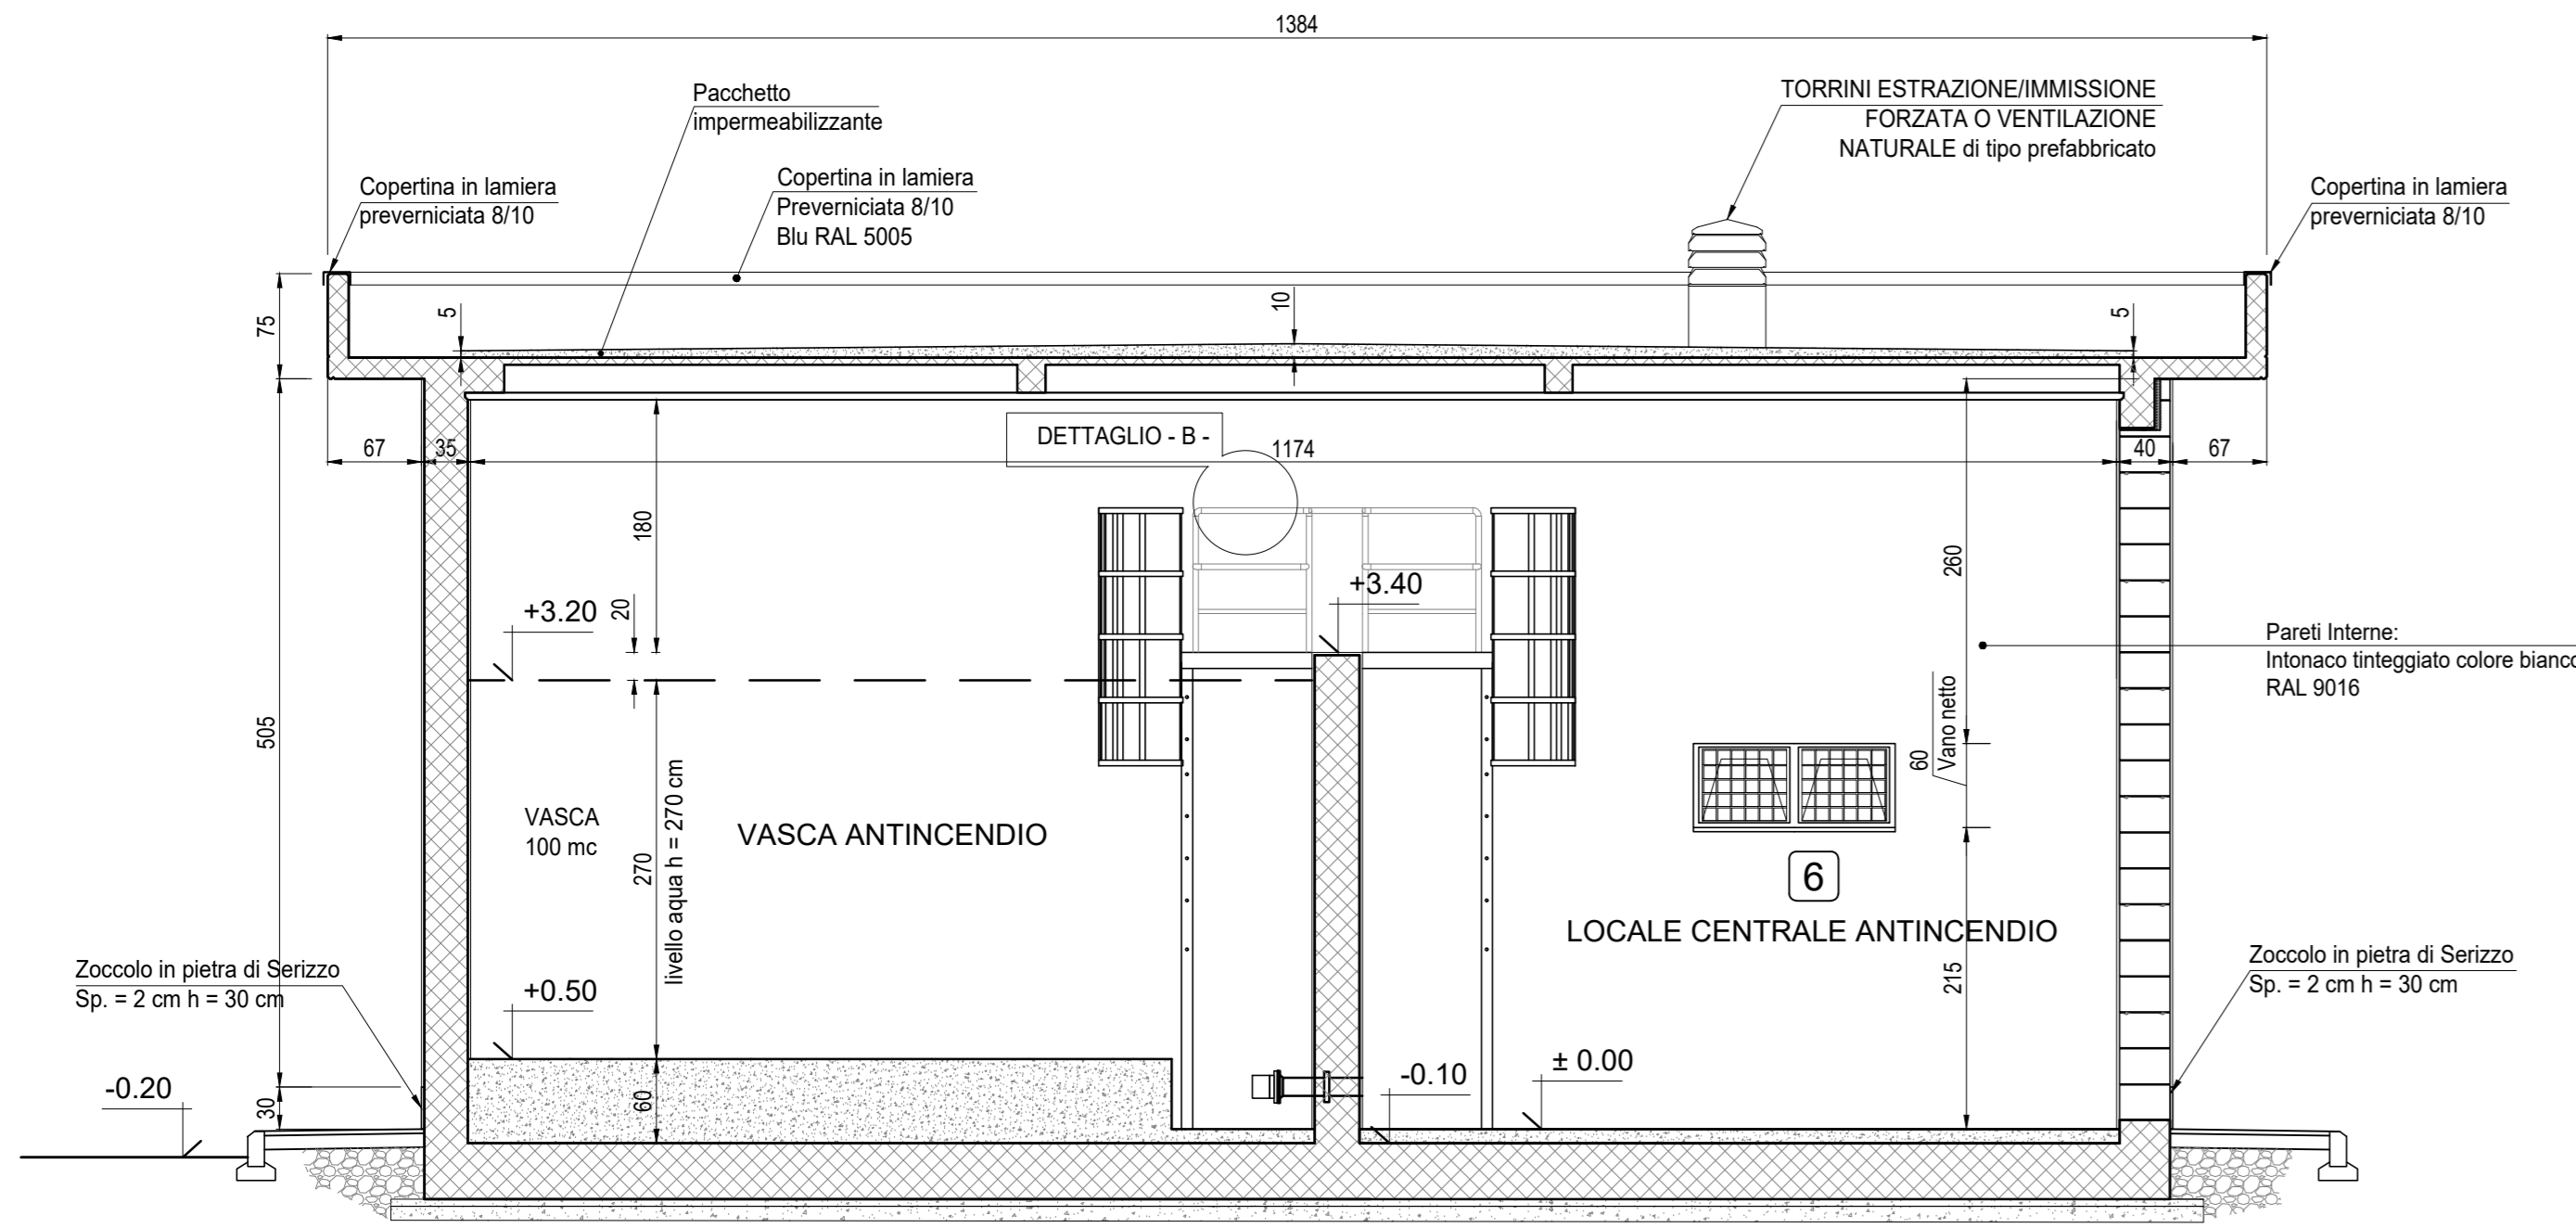 1384
Pacchetto
impermeabilizzante
TORRINI ESTRAZIONE/IMMISSIONE
FORZATA O VENTILAZIONE
NATURALE di tipo prefabbricato
Copertina in lamiera
preverniciata 8/10
Copertina in lamiera
Preverniciata 8/10
Blu RAL 5005
Copertina in lamiera
preverniciata 8/10
75
5
10
5
67
35
DETTAGLIO - B -
1174
40
67
180
20
260
+3.20
+3.40
Pareti Interne:
Intonaco tinteggiato colore bianco
RAL 9016
505
60
Vano netto
VASCA
100 mc
270
livello aqua h = 270 cm
VASCA ANTINCENDIO
6
LOCALE CENTRALE ANTINCENDIO
215
Zoccolo in pietra di Serizzo
Sp. = 2 cm h = 30 cm
Zoccolo in pietra di Serizzo
Sp. = 2 cm h = 30 cm
+0.50
-0.20
30
60
-0.10
± 0.00